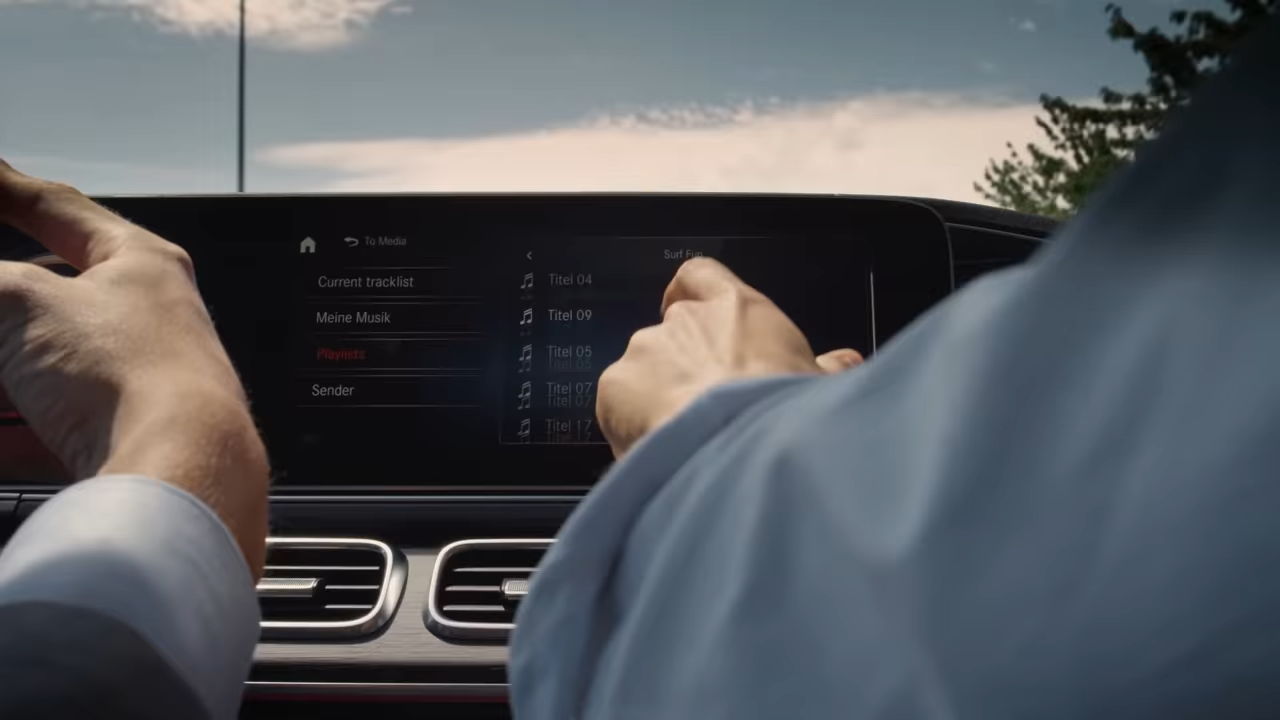 To Media
Current tracklist
Meine Musik
Playlists
Sender
Surf Fun
Titel 04
Titel 09
Titel 05
Titel 07
Titel 17